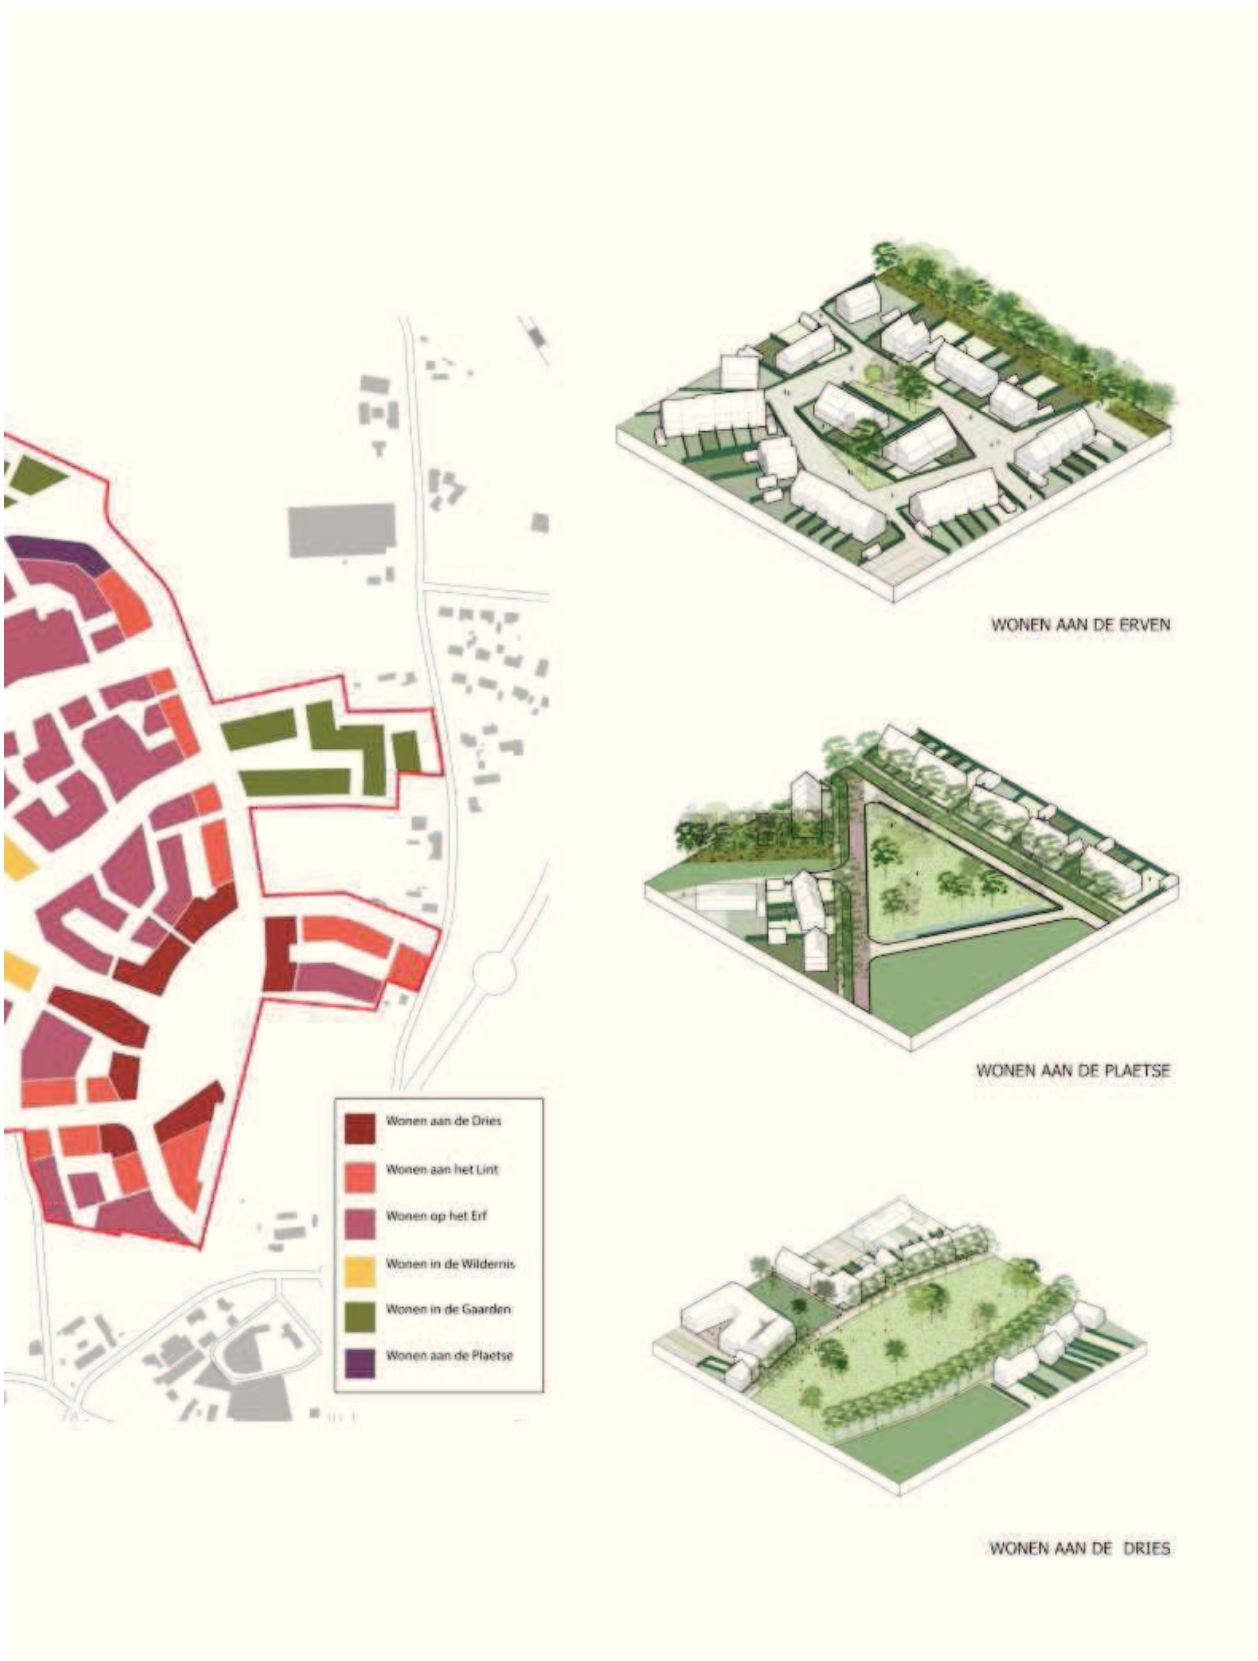 WONEN AAN DE ERVEN
WONEN AAN DE PLAETSE
Wonen aan de Dries
Wonen aan het Lint
Wonen op het Erf
Wonen in de Wildernis
Wonen in de Gaarden
Wonen aan de Plaetse
WONEN AAN DE DRIES